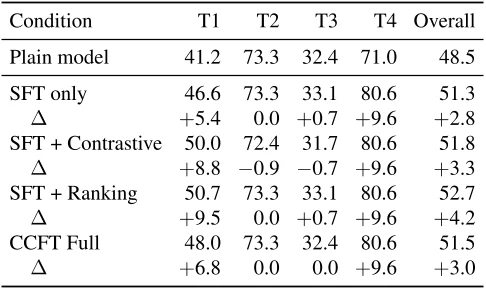 Condition T1 T2 T3 T4 Overall
Plain model 41.2 73.3 32.4 71.0 48.5
SFT only 46.6 73.3 33.1 80.6 51.3
Δ +5.4 0.0 +0.7 +9.6 +2.8
SFT + Contrastive 50.0 72.4 31.7 80.6 51.8
Δ +8.8 −0.9 −0.7 +9.6 +3.3
SFT + Ranking 50.7 73.3 33.1 80.6 52.7
Δ +9.5 0.0 +0.7 +9.6 +4.2
CCFT Full 48.0 73.3 32.4 80.6 51.5
Δ +6.8 0.0 0.0 +9.6 +3.0